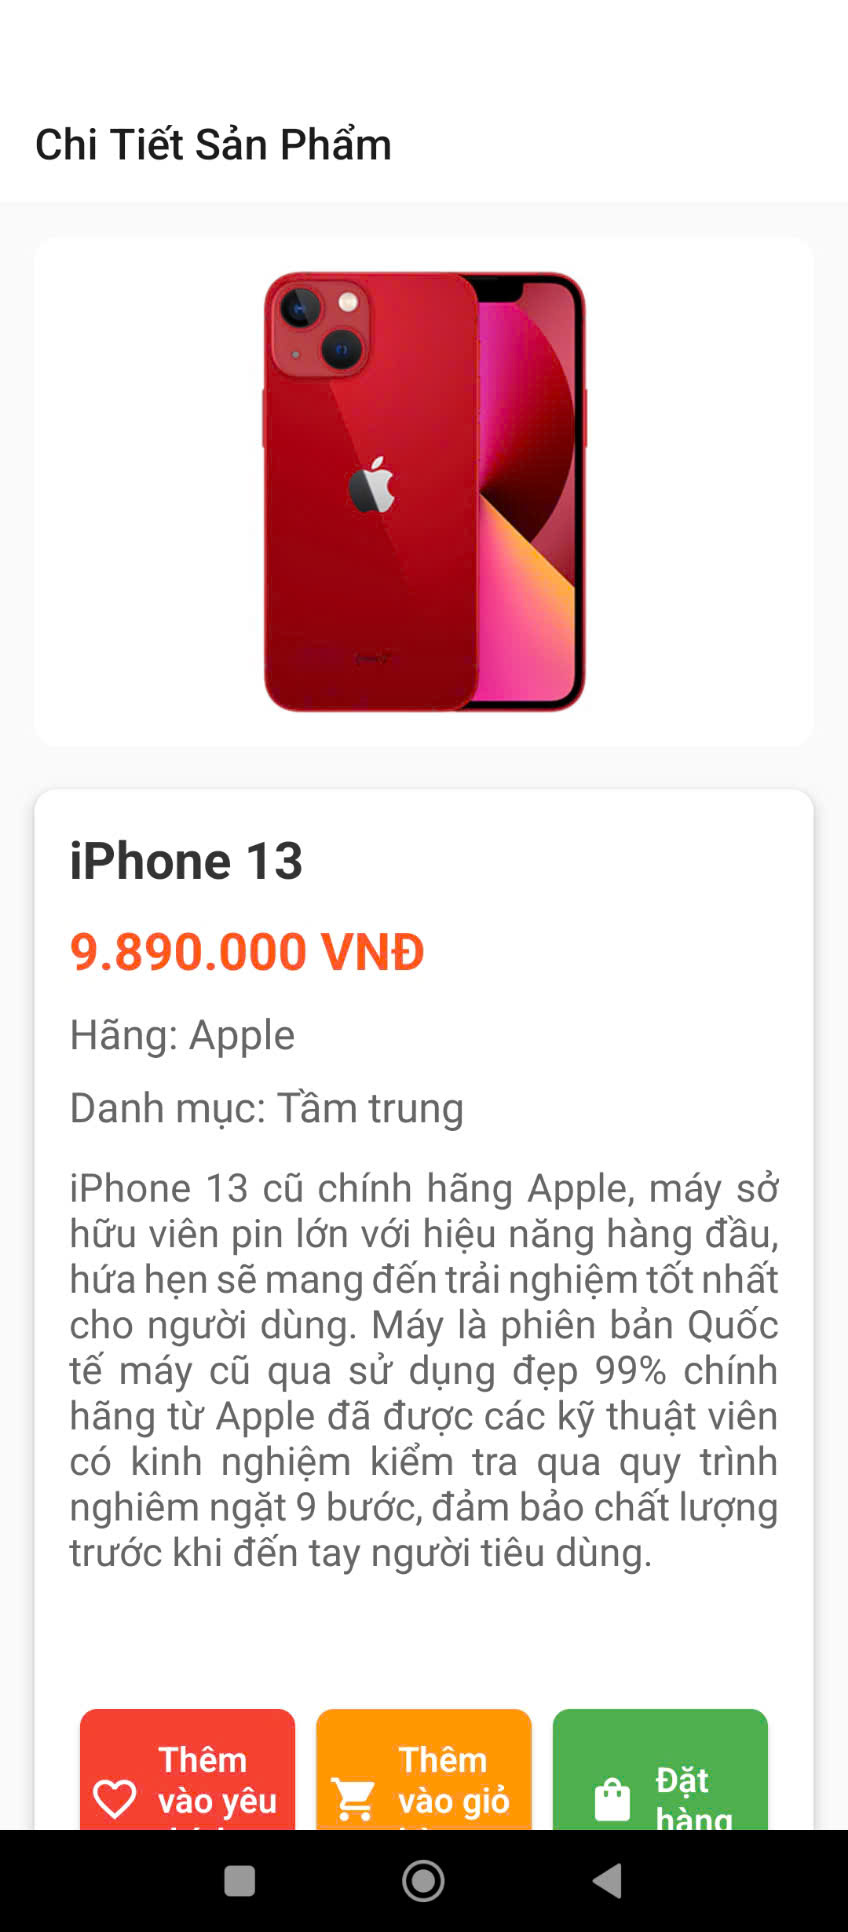 Chi Tiết Sản Phẩm
iPhone 13
9.890.000 VNĐ
Hãng: Apple
Danh mục: Tầm trung
iPhone 13 cũ chính hãng Apple, máy sở
hữu viên pin lớn với hiệu năng hàng đầu,
hứa hẹn sẽ mang đến trải nghiệm tốt nhất
cho người dùng. Máy là phiên bản Quốc
tế máy cũ qua sử dụng đẹp 99% chính
hãng từ Apple đã được các kỹ thuật viên
có kinh nghiệm kiểm tra qua quy trình
nghiêm ngặt 9 bước, đảm bảo chất lượng
trước khi đến tay người tiêu dùng.
Thêm
vào yêu
Thêm
vào giỏ
Đặt
hàng